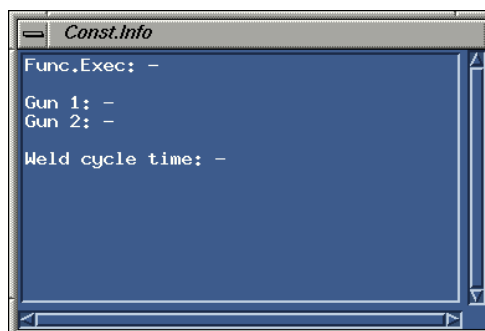 Const.Info
Func.Exec: -
Gun 1: -
Gun 2: -
Weld cycle time: -